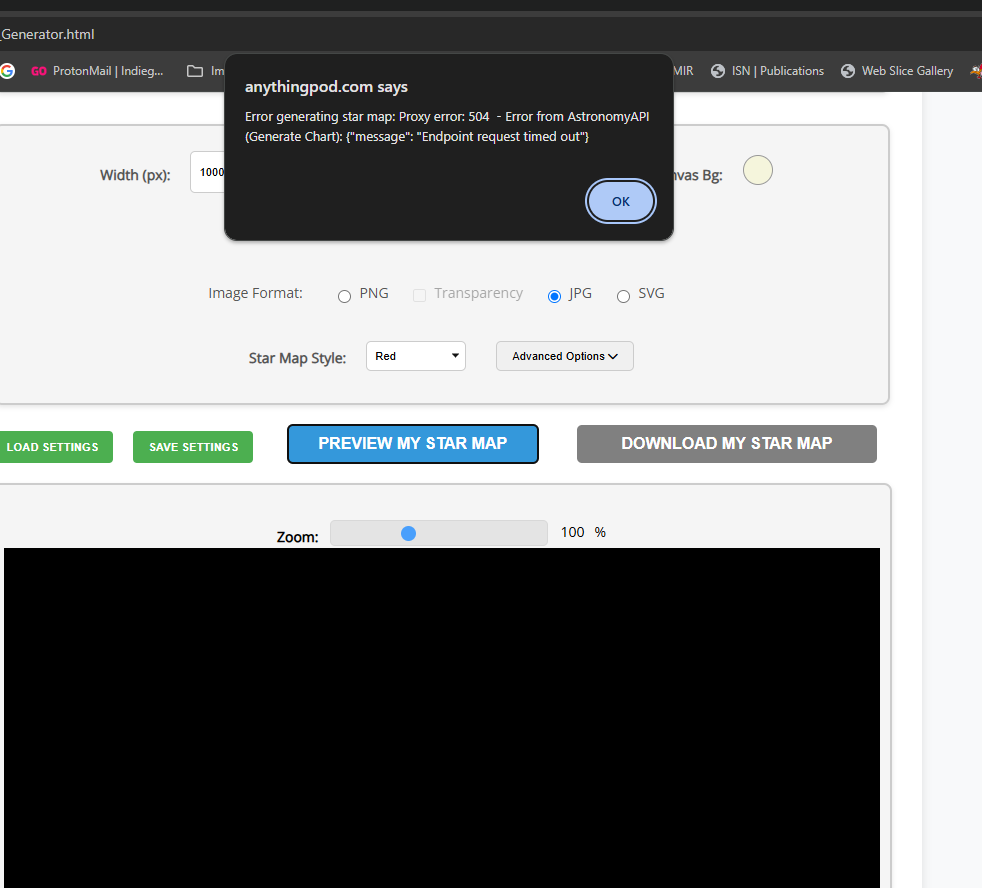 _Generator.html
GO ProtonMail | Indieg...
Im
MIR
ISN | Publications
Web Slice Gallery
anythingpod.com says
Error generating star map: Proxy error: 504 - Error from AstronomyAPI
(Generate Chart): {"message": "Endpoint request timed out"}
OK
Width (px):
1000
nvas Bg:
Image Format:
PNG
Transparency
JPG
SVG
Star Map Style:
Red
Advanced Options
LOAD SETTINGS
SAVE SETTINGS
PREVIEW MY STAR MAP
DOWNLOAD MY STAR MAP
Zoom:
100 %